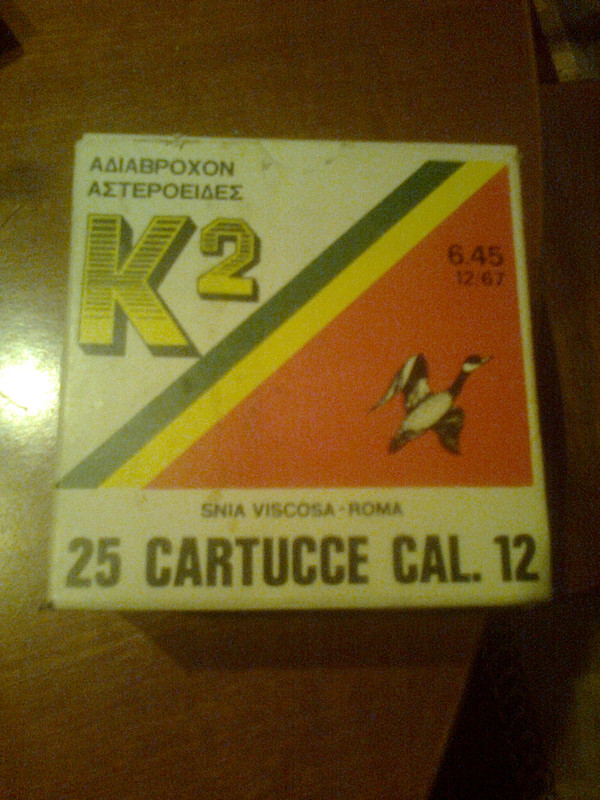 ΑΔΙΑΒΡΟΧΟΝ
ΑΣΤΕΡΟΕΙΔΕΣ
K2
6.45
12/67
SNIA VISCOSA - ROMA
25 CARTUCCE CAL. 12